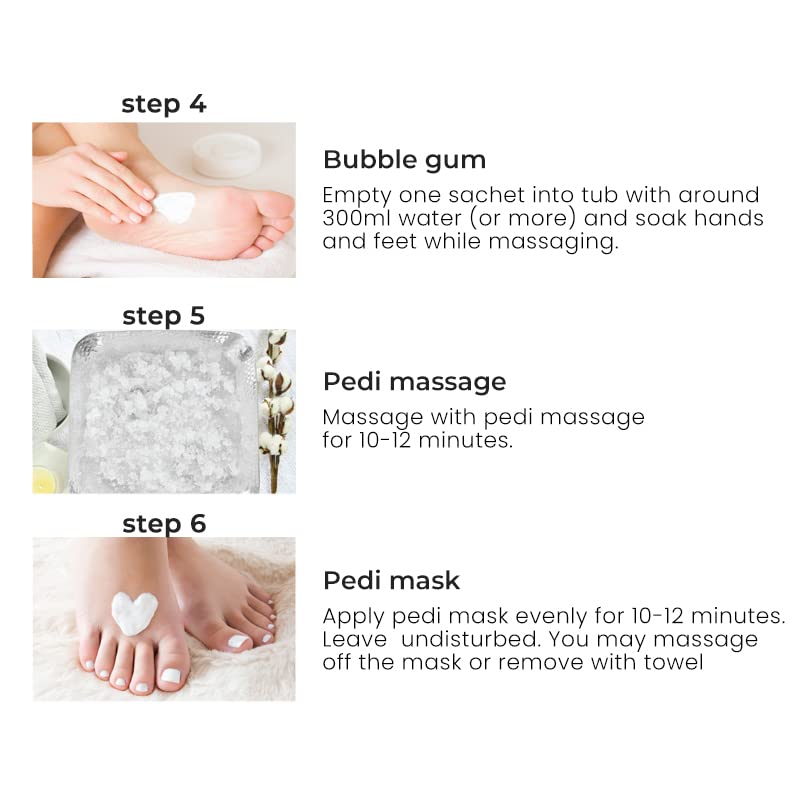 step 4
Bubble gum
Empty one sachet into tub with around
300ml water (or more) and soak hands
and feet while massaging.
step 5
Pedi massage
Massage with pedi massage
for 10-12 minutes.
step 6
Pedi mask
Apply pedi mask evenly for 10-12 minutes.
Leave  undisturbed. You may massage
off the mask or remove with towel